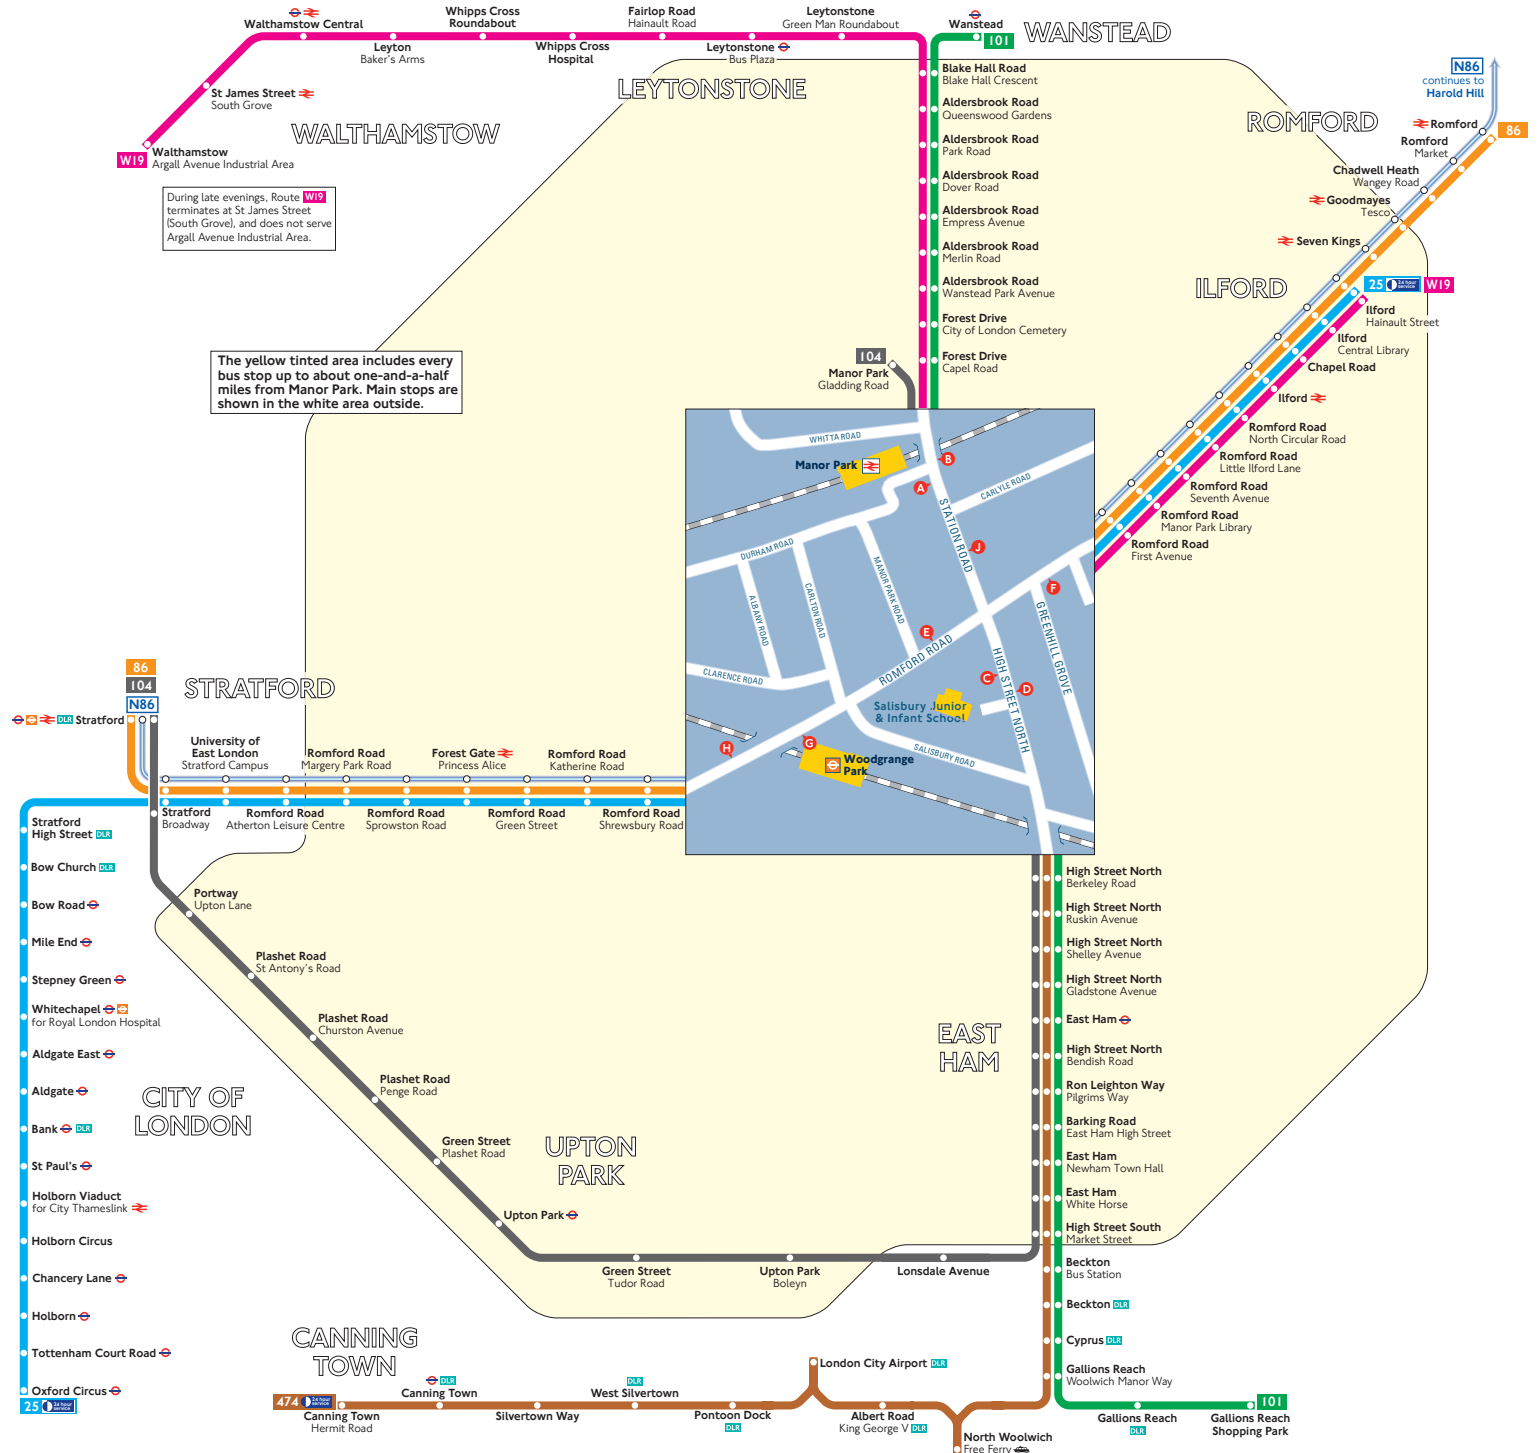 Walthamstow Central
Leyton
Baker's Arms
Whipps Cross
Roundabout
Whipps Cross
Hospital
Fairlop Road
Hainault Road
Leytonstone
Bus Plaza
Leytonstone
Green Man Roundabout
Wanstead
101
WANSTEAD
St James Street
South Grove
WALTHAMSTOW
LEYTONSTONE
W19
Walthamstow
Argall Avenue Industrial Area
During late evenings, Route W19
terminates at St James Street
(South Grove), and does not serve
Argall Avenue Industrial Area.
Blake Hall Road
Blake Hall Crescent
Aldersbrook Road
Queenswood Gardens
Aldersbrook Road
Park Road
Aldersbrook Road
Dover Road
Aldersbrook Road
Empress Avenue
Aldersbrook Road
Merlin Road
Aldersbrook Road
Wanstead Park Avenue
Forest Drive
City of London Cemetery
Forest Drive
Capel Road
N86
continues to
Harold Hill
ROMFORD
Romford
86
Romford
Market
Chadwell Heath
Wangey Road
Goodmayes
Tesco
Seven Kings
ILFORD
25 24 hour
service
W19
Ilford
Hainault Street
Ilford
Central Library
Chapel Road
Ilford
Romford Road
North Circular Road
Romford Road
Little Ilford Lane
Romford Road
Seventh Avenue
Romford Road
Manor Park Library
Romford Road
First Avenue
The yellow tinted area includes every
bus stop up to about one-and-a-half
miles from Manor Park. Main stops are
shown in the white area outside.
104
Manor Park
Gladding Road
WHITTA ROAD
Manor Park
B
A
CARLYLE ROAD
STATION ROAD
J
DURHAM ROAD
MANOR PARK ROAD
ALBANY ROAD
CARLTON ROAD
F
GREENHILL GROVE
E
ROMFORD ROAD
CLARENCE ROAD
C
D
HIGH STREET NORTH
Salisbury Junior
& Infant School
H
G
SALISBURY ROAD
Woodgrange
Park
86
104
N86
STRATFORD
DLR Stratford
University of
East London
Stratford Campus
Romford Road
Margery Park Road
Forest Gate
Princess Alice
Romford Road
Katherine Road
Stratford
Broadway
Romford Road
Atherton Leisure Centre
Romford Road
Sprowston Road
Romford Road
Green Street
Romford Road
Shrewsbury Road
Stratford
High Street DLR
Bow Church DLR
Bow Road
Mile End
Stepney Green
Whitechapel
for Royal London Hospital
Aldgate East
Aldgate
Bank DLR
St Paul's
Holborn Viaduct
for City Thameslink
Holborn Circus
Chancery Lane
Holborn
Tottenham Court Road
Oxford Circus
25 24 hour
service
CITY OF
LONDON
Portway
Upton Lane
Plashet Road
St Antony's Road
Plashet Road
Churston Avenue
Plashet Road
Penge Road
Green Street
Plashet Road
UPTON
PARK
Upton Park
Green Street
Tudor Road
Upton Park
Boleyn
Lonsdale Avenue
EAST
HAM
High Street North
Berkeley Road
High Street North
Ruskin Avenue
High Street North
Shelley Avenue
High Street North
Gladstone Avenue
East Ham
High Street North
Bendish Road
Ron Leighton Way
Pilgrims Way
Barking Road
East Ham High Street
East Ham
Newham Town Hall
East Ham
White Horse
High Street South
Market Street
Beckton
Bus Station
Beckton DLR
Cyprus DLR
Gallions Reach
Woolwich Manor Way
CANNING
TOWN
474 24 hour
service
Canning Town
Hermit Road
DLR
Canning Town
Silvertown Way
DLR
West Silvertown
Pontoon Dock
DLR
London City Airport DLR
Albert Road
King George V DLR
North Woolwich
Free Ferry
Gallions Reach
DLR
101
Gallions Reach
Shopping Park